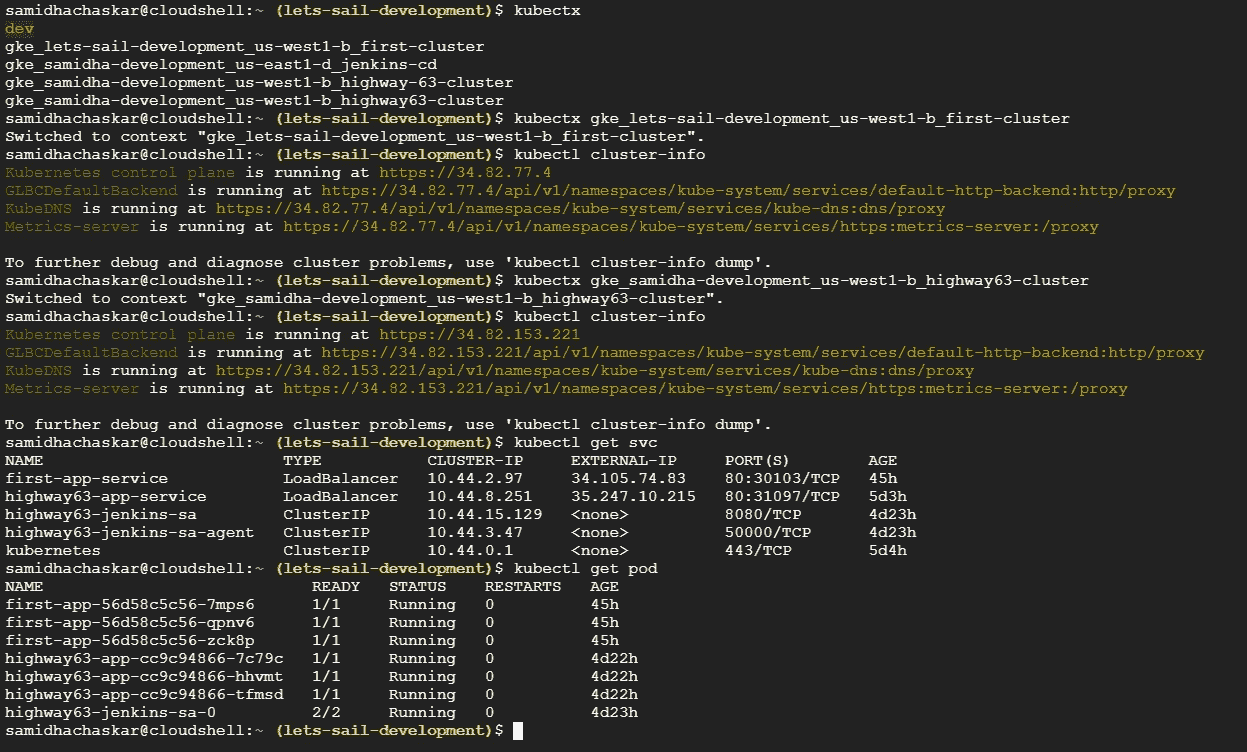 samidhachaskar@cloudshell:~ (lets-sail-development)$ kubectx
dev
gke_lets-sail-development_us-west1-b_first-cluster
gke_samidha-development_us-east1-d_jenkins-cd
gke_samidha-development_us-west1-b_highway-63-cluster
gke_samidha-development_us-west1-b_highway63-cluster
samidhachaskar@cloudshell:~ (lets-sail-development)$ kubectx gke_lets-sail-development_us-west1-b_first-cluster
Switched to context "gke_lets-sail-development_us-west1-b_first-cluster".
samidhachaskar@cloudshell:~ (lets-sail-development)$ kubectl cluster-info
Kubernetes control plane is running at https://34.82.77.4
GLBCDefaultBackend is running at https://34.82.77.4/api/v1/namespaces/kube-system/services/default-http-backend:http/proxy
KubeDNS is running at https://34.82.77.4/api/v1/namespaces/kube-system/services/kube-dns:dns/proxy
Metrics-server is running at https://34.82.77.4/api/v1/namespaces/kube-system/services/https:metrics-server:/proxy

To further debug and diagnose cluster problems, use 'kubectl cluster-info dump'.
samidhachaskar@cloudshell:~ (lets-sail-development)$ kubectx gke_samidha-development_us-west1-b_highway63-cluster
Switched to context "gke_samidha-development_us-west1-b_highway63-cluster".
samidhachaskar@cloudshell:~ (lets-sail-development)$ kubectl cluster-info
Kubernetes control plane is running at https://34.82.153.221
GLBCDefaultBackend is running at https://34.82.153.221/api/v1/namespaces/kube-system/services/default-http-backend:http/proxy
KubeDNS is running at https://34.82.153.221/api/v1/namespaces/kube-system/services/kube-dns:dns/proxy
Metrics-server is running at https://34.82.153.221/api/v1/namespaces/kube-system/services/https:metrics-server:/proxy

To further debug and diagnose cluster problems, use 'kubectl cluster-info dump'.
samidhachaskar@cloudshell:~ (lets-sail-development)$ kubectl get svc
NAME TYPE CLUSTER-IP EXTERNAL-IP PORT(S) AGE
first-app-service LoadBalancer 10.44.2.97 34.105.74.83 80:30103/TCP 45h
highway63-app-service LoadBalancer 10.44.8.251 35.247.10.215 80:31097/TCP 5d3h
highway63-jenkins-sa ClusterIP 10.44.15.129 <none> 8080/TCP 4d23h
highway63-jenkins-sa-agent ClusterIP 10.44.3.47 <none> 50000/TCP 4d23h
kubernetes ClusterIP 10.44.0.1 <none> 443/TCP 5d4h
samidhachaskar@cloudshell:~ (lets-sail-development)$ kubectl get pod
NAME READY STATUS RESTARTS AGE
first-app-56d58c5c56-7mps6 1/1 Running 0 45h
first-app-56d58c5c56-qpnv6 1/1 Running 0 45h
first-app-56d58c5c56-zck8p 1/1 Running 0 45h
highway63-app-cc9c94866-7c79c 1/1 Running 0 4d22h
highway63-app-cc9c94866-hhvmt 1/1 Running 0 4d22h
highway63-app-cc9c94866-tfmsd 1/1 Running 0 4d22h
highway63-jenkins-sa-0 2/2 Running 0 4d23h
samidhachaskar@cloudshell:~ (lets-sail-development)$